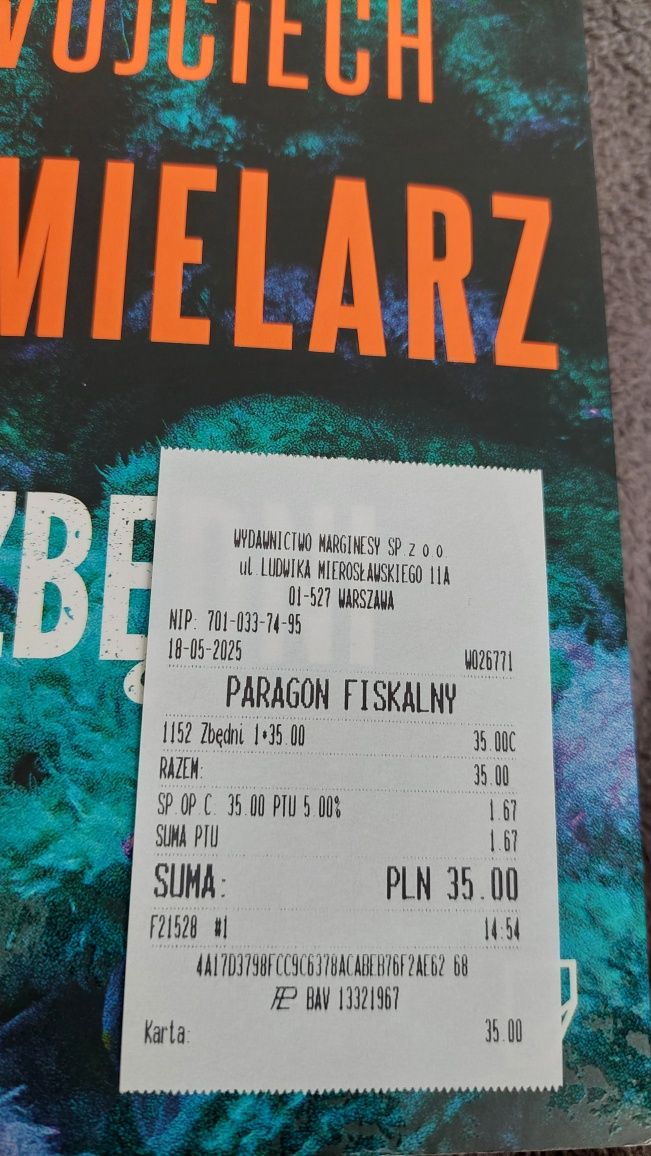 WOJCIECH
MIELARZ
ZBĘDNI
WYDAWNICTWO MARGINESY SP.z o.o.
ul. LUDWIKA MIEROSŁAWSKIEGO 11A
01-527 WARSZAWA
NIP: 701-033-74-95
18-05-2025 W026771
PARAGON FISKALNY
1152 Zbędni 1*35.00 35.00C
RAZEM: 35.00
SP.OP.C. 35.00 PTU 5.00% 1.67
SUMA PTU 1.67
SUMA: PLN 35.00
F21528 #1 14:54
4A17D3798FCC9C6378ACABEB76F2AE62 68
BAV 13321967
Karta: 35.00